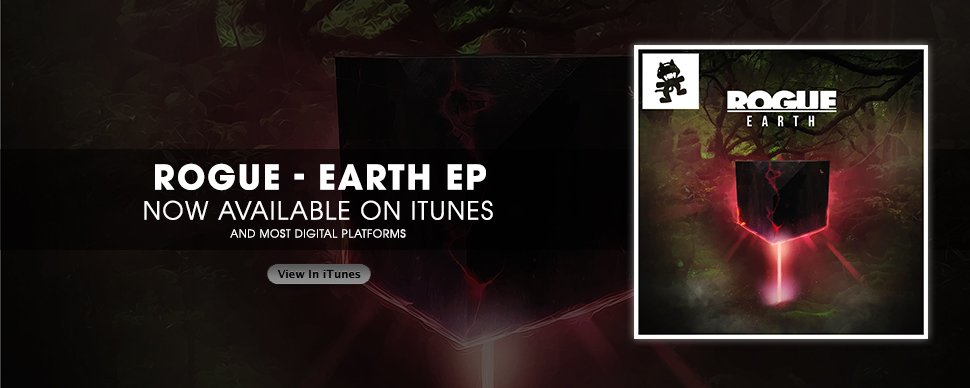 ROGUE - EARTH EP
NOW AVAILABLE ON ITUNES
AND MOST DIGITAL PLATFORMS
View In iTunes
ROGUE
EARTH